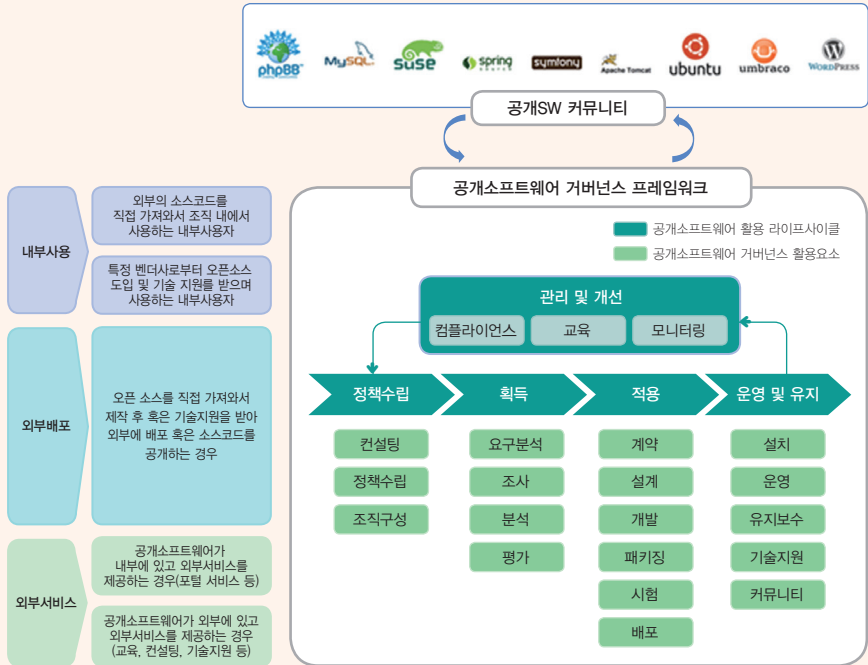 phpBB
MySQL
SUSE
spring
symfony
Apache Tomcat
ubuntu
umbraco
WORDPRESS
공개SW 커뮤니티
공개소프트웨어 거버넌스 프레임워크
공개소프트웨어 활용 라이프사이클
공개소프트웨어 거버넌스 활용요소
내부사용
외부의 소스코드를
직접 가져와서 조직 내에서
사용하는 내부사용자
특정 벤더사로부터 오픈소스
도입 및 기술 지원를 받으며
사용하는 내부사용자
외부배포
오픈 소스를 직접 가져와서
제작 후 혹은 기술지원을 받아
외부에 배포 혹은 소스코드를
공개하는 경우
외부서비스
공개소프트웨어가
내부에 있고 외부서비스를
제공하는 경우(포털 서비스 등)
공개소프트웨어가 외부에 있고
외부서비스를 제공하는 경우
(교육, 컨설팅, 기술지원 등)
관리 및 개선
컴플라이언스
교육
모니터링
정책수립
획득
적용
운영 및 유지
컨설팅
정책수립
조직구성
요구분석
조사
분석
평가
계약
설계
개발
패키징
시험
배포
설치
운영
유지보수
기술지원
커뮤니티